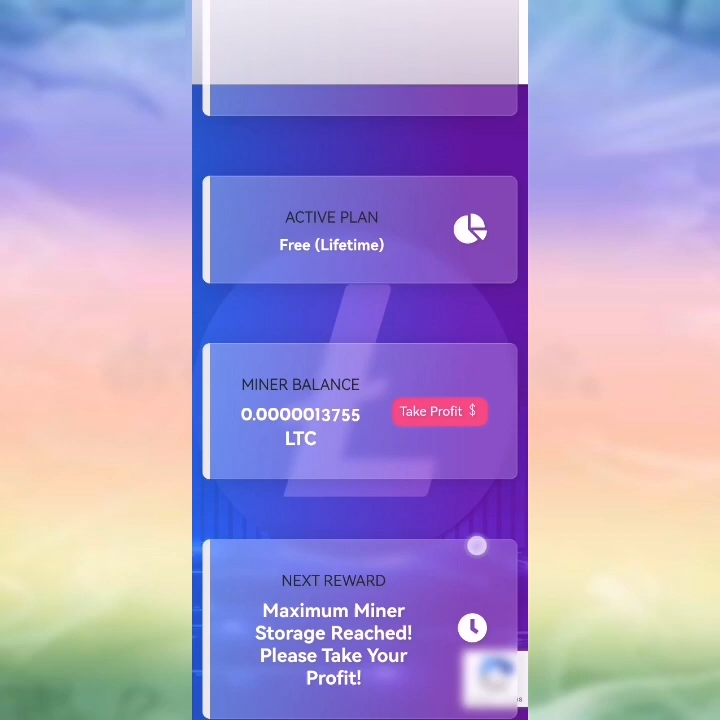 ACTIVE PLAN
Free (Lifetime)
MINER BALANCE
0.0000013755
LTC
Take Profit $
NEXT REWARD
Maximum Miner
Storage Reached!
Please Take Your
Profit!